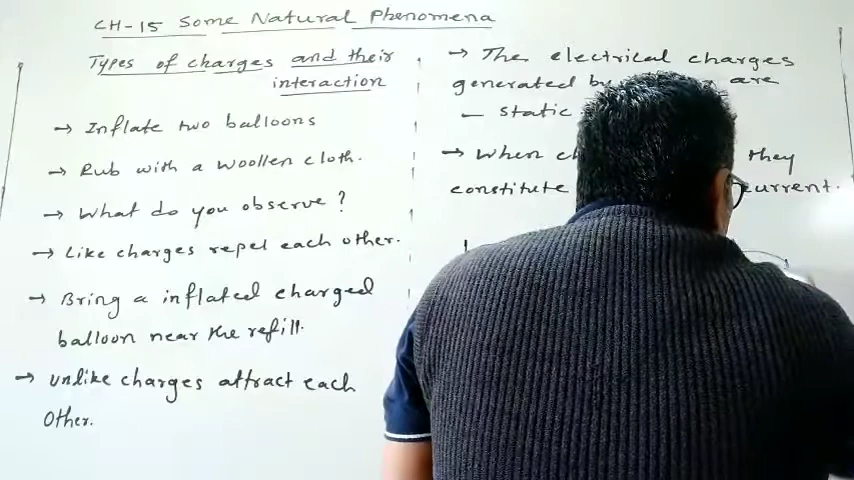 CH-15 Some Natural Phenomena
Types of charges and their
interaction
→ Inflate two balloons
→ Rub with a woollen cloth.
→ What do you observe?
→ Like charges repel each other.
→ Bring a inflated charged
balloon near the refill.
→ unlike charges attract each
other.
→ The electrical charges
generated by are
- static
→ When they
constitute current.